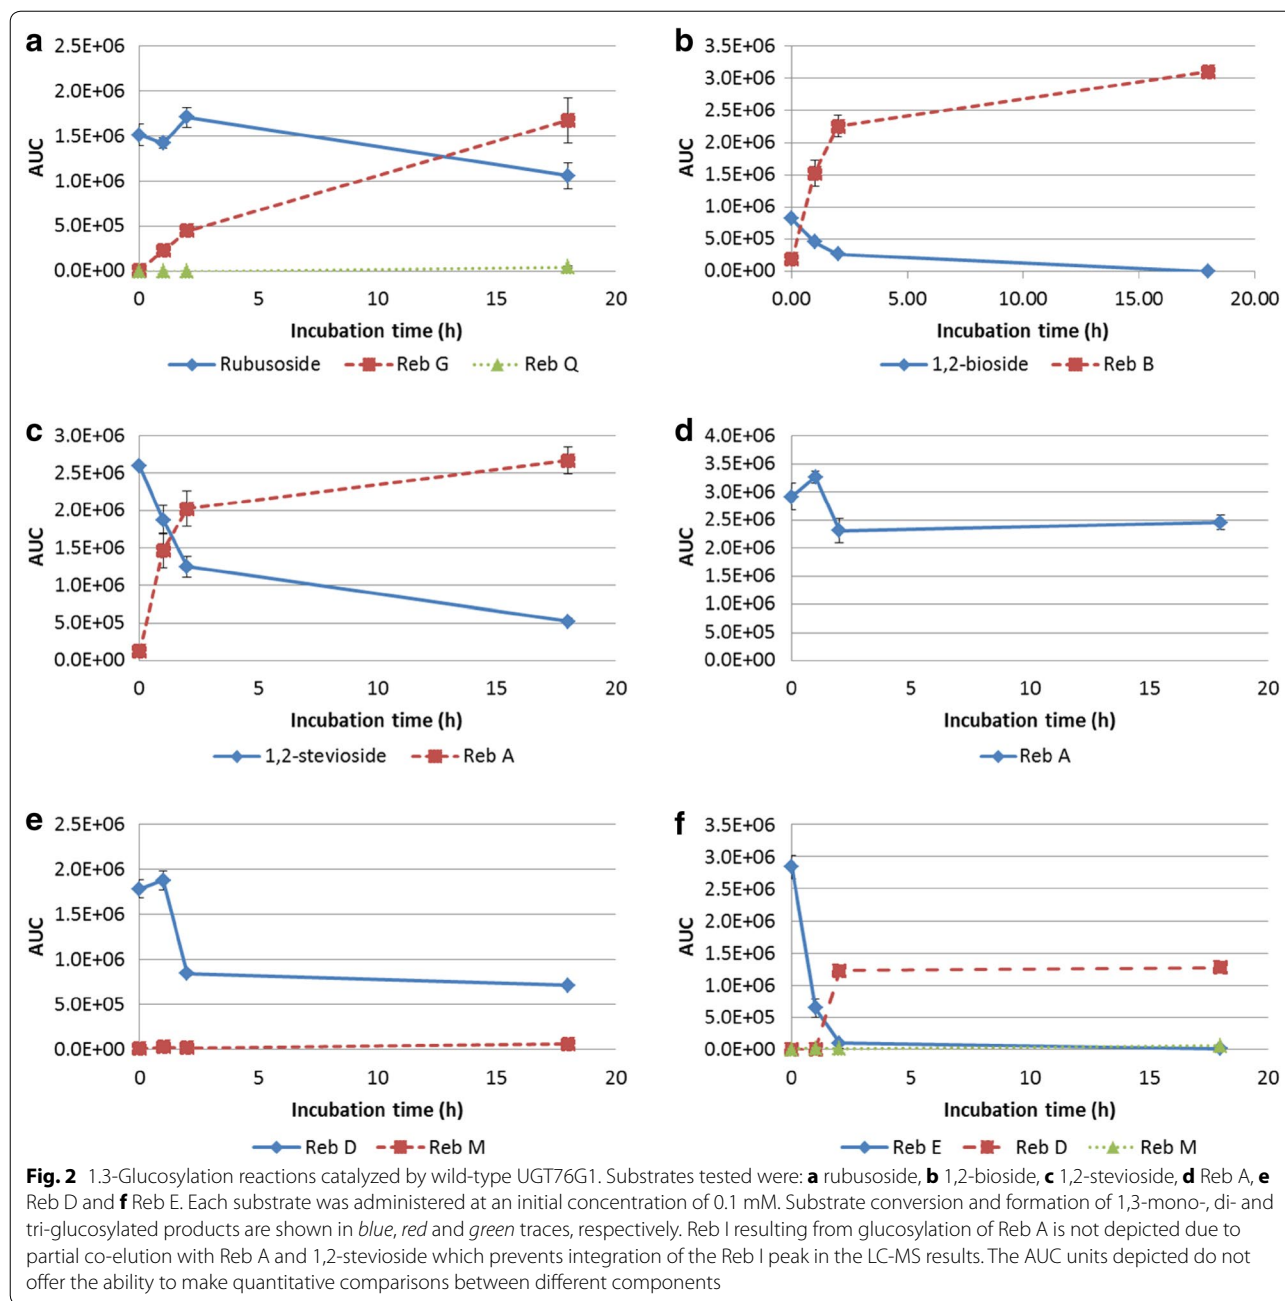 a
2.5E+06
2.0E+06
1.5E+06
1.0E+06
5.0E+05
0.0E+00
AUC
0 5 10 15 20
Incubation time (h)
Rubusoside Reb G Reb Q
b
3.5E+06
3.0E+06
2.5E+06
2.0E+06
1.5E+06
1.0E+06
5.0E+05
0.0E+00
AUC
0.00 5.00 10.00 15.00 20.00
Incubation time (h)
1,2-bioside Reb B
c
3.0E+06
2.5E+06
2.0E+06
1.5E+06
1.0E+06
5.0E+05
0.0E+00
AUC
0 5 10 15 20
Incubation time (h)
1,2-stevioside Reb A
d
4.0E+06
3.5E+06
3.0E+06
2.5E+06
2.0E+06
1.5E+06
1.0E+06
5.0E+05
0.0E+00
AUC
0 5 10 15 20
Incubation time (h)
Reb A
e
2.5E+06
2.0E+06
1.5E+06
1.0E+06
5.0E+05
0.0E+00
AUC
0 5 10 15 20
Incubation time (h)
Reb D Reb M
f
3.5E+06
3.0E+06
2.5E+06
2.0E+06
1.5E+06
1.0E+06
5.0E+05
0.0E+00
AUC
0 5 10 15 20
Incubation time (h)
Reb E Reb D Reb M
Fig. 2 1.3-Glucosylation reactions catalyzed by wild-type UGT76G1. Substrates tested were: a rubusoside, b 1,2-bioside, c 1,2-stevioside, d Reb A, e
Reb D and f Reb E. Each substrate was administered at an initial concentration of 0.1 mM. Substrate conversion and formation of 1,3-mono-, di- and
tri-glucosylated products are shown in blue, red and green traces, respectively. Reb I resulting from glucosylation of Reb A is not depicted due to
partial co-elution with Reb A and 1,2-stevioside which prevents integration of the Reb I peak in the LC-MS results. The AUC units depicted do not
offer the ability to make quantitative comparisons between different components